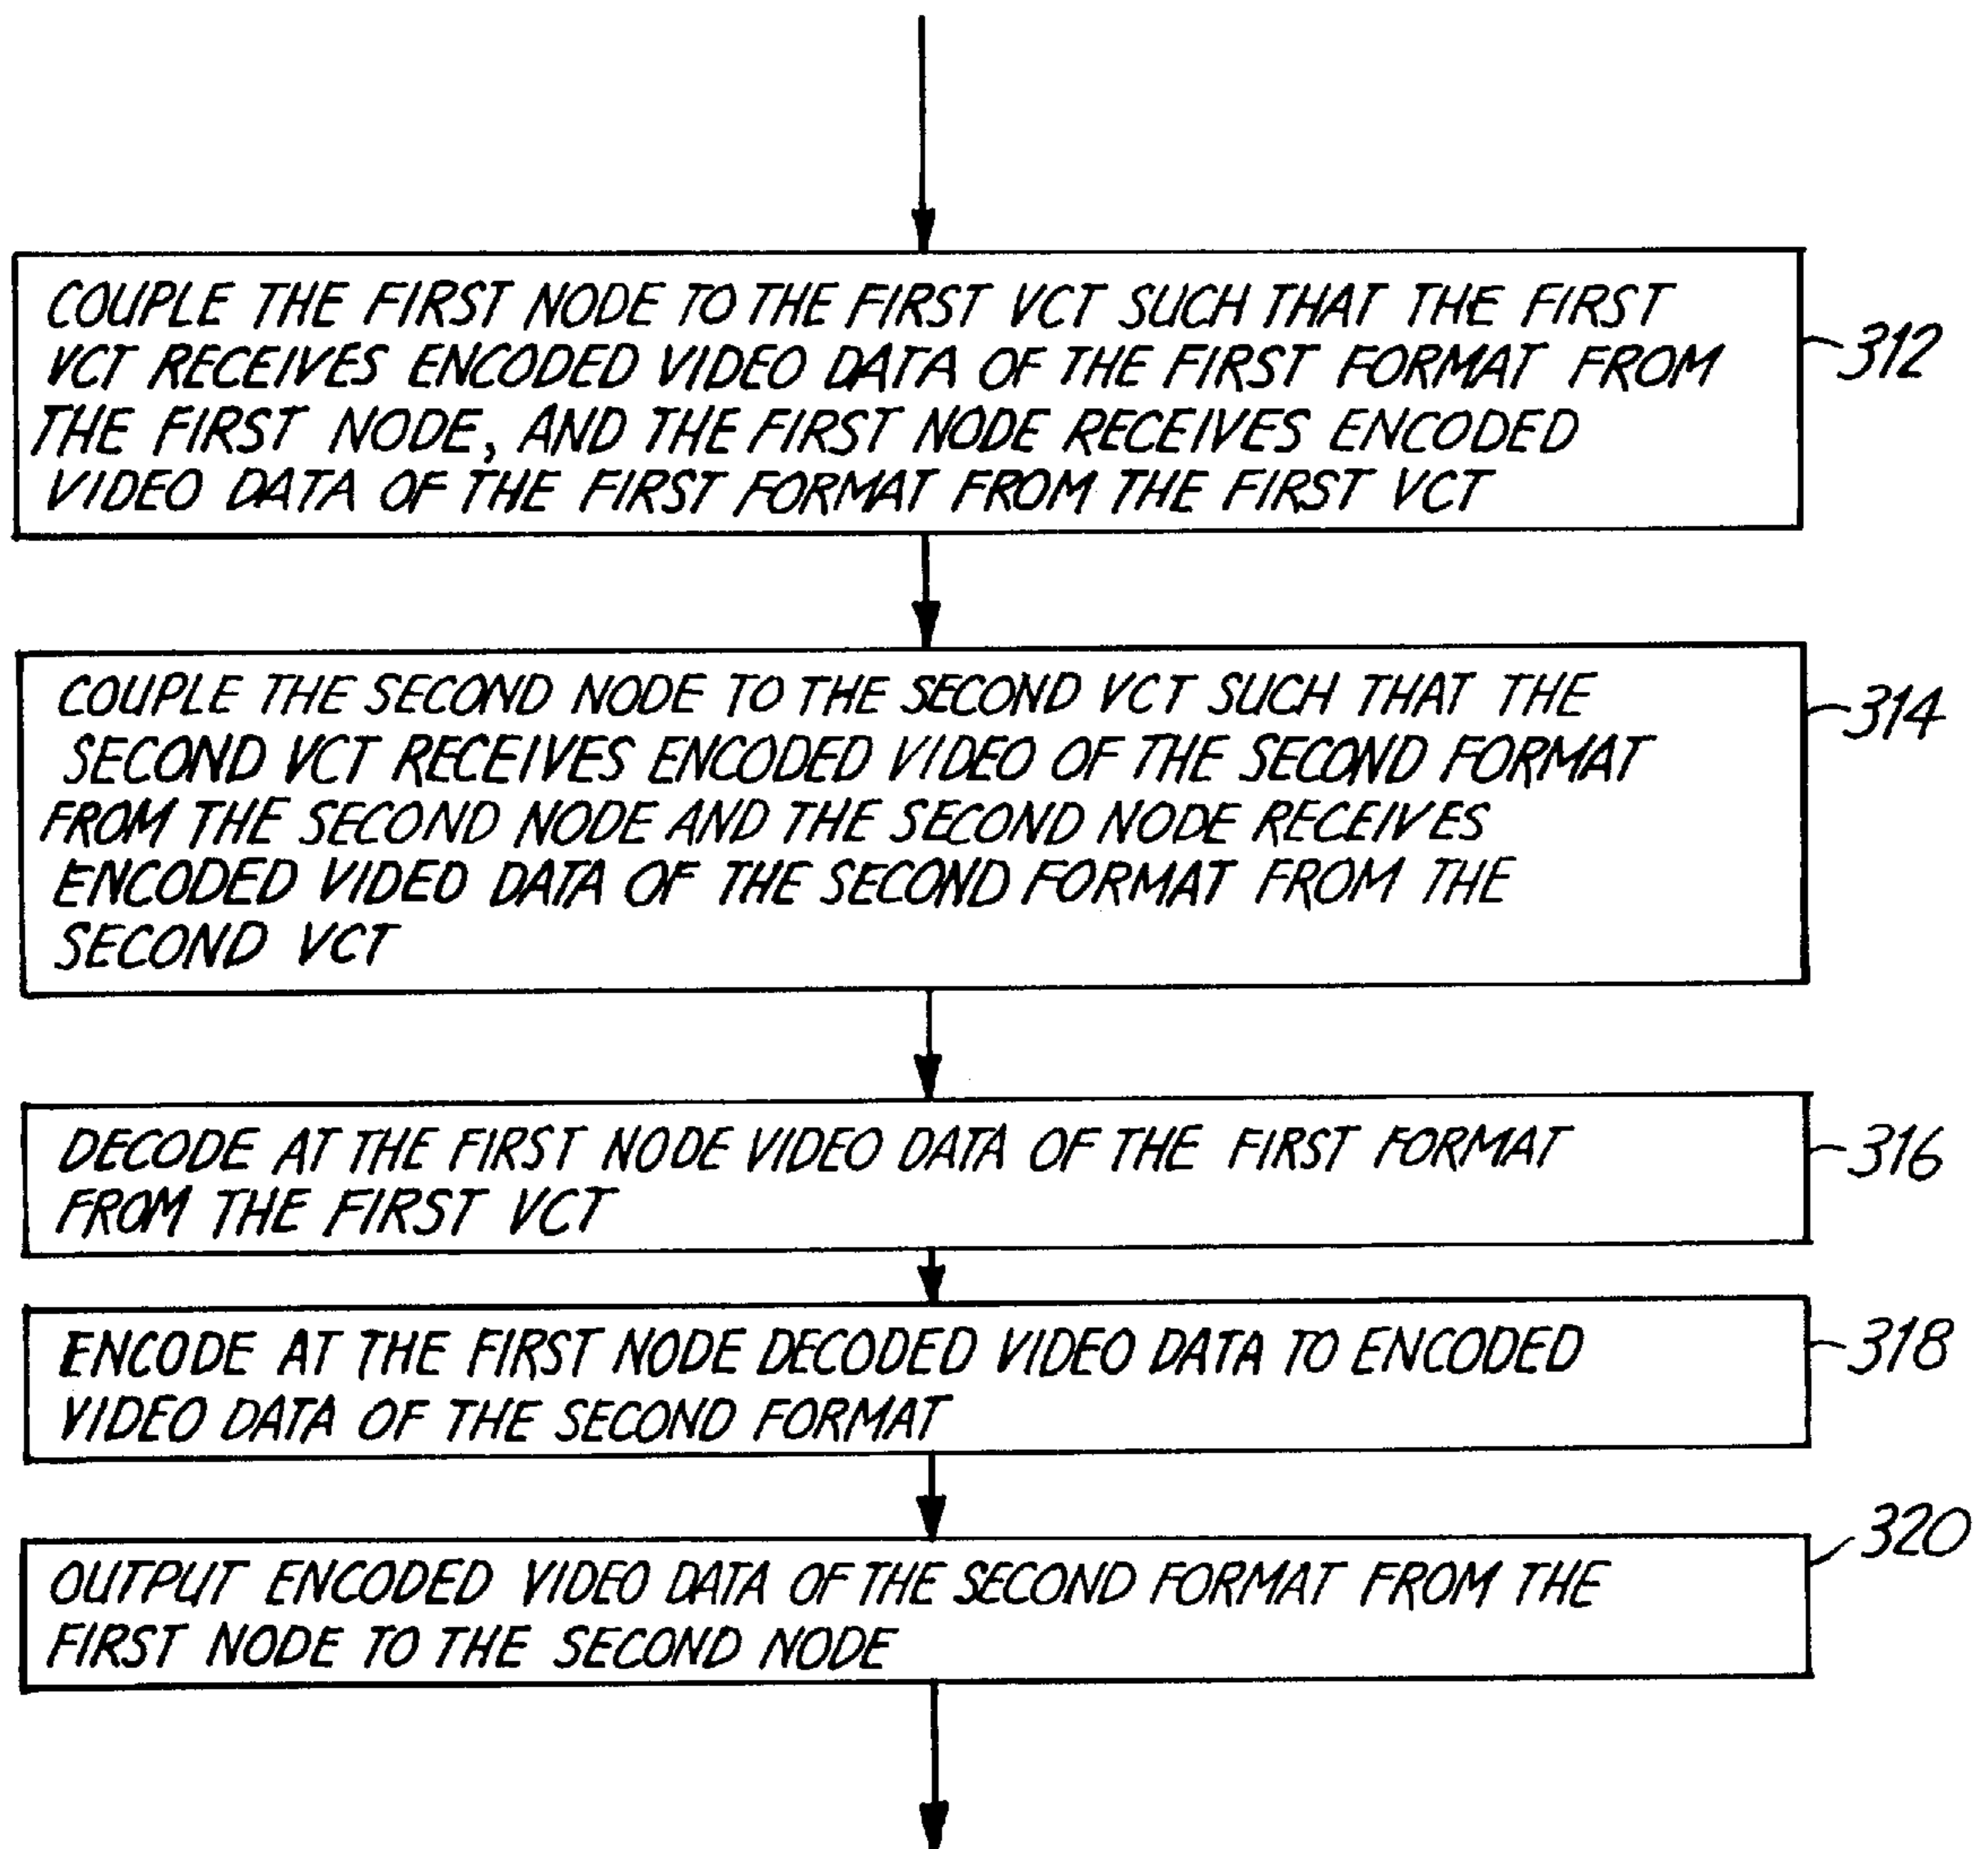 COUPLE THE FIRST NODE TO THE FIRST VCT SUCH THAT THE FIRST
VCT RECEIVES ENCODED VIDEO DATA OF THE FIRST FORMAT FROM
THE FIRST NODE, AND THE FIRST NODE RECEIVES ENCODED
VIDEO DATA OF THE FIRST FORMAT FROM THE FIRST VCT
312
COUPLE THE SECOND NODE TO THE SECOND VCT SUCH THAT THE
SECOND VCT RECEIVES ENCODED VIDEO OF THE SECOND FORMAT
FROM THE SECOND NODE AND THE SECOND NODE RECEIVES
ENCODED VIDEO DATA OF THE SECOND FORMAT FROM THE
SECOND VCT
314
DECODE AT THE FIRST NODE VIDEO DATA OF THE FIRST FORMAT
FROM THE FIRST VCT
316
ENCODE AT THE FIRST NODE DECODED VIDEO DATA TO ENCODED
VIDEO DATA OF THE SECOND FORMAT
318
OUTPUT ENCODED VIDEO DATA OF THE SECOND FORMAT FROM THE
FIRST NODE TO THE SECOND NODE
320